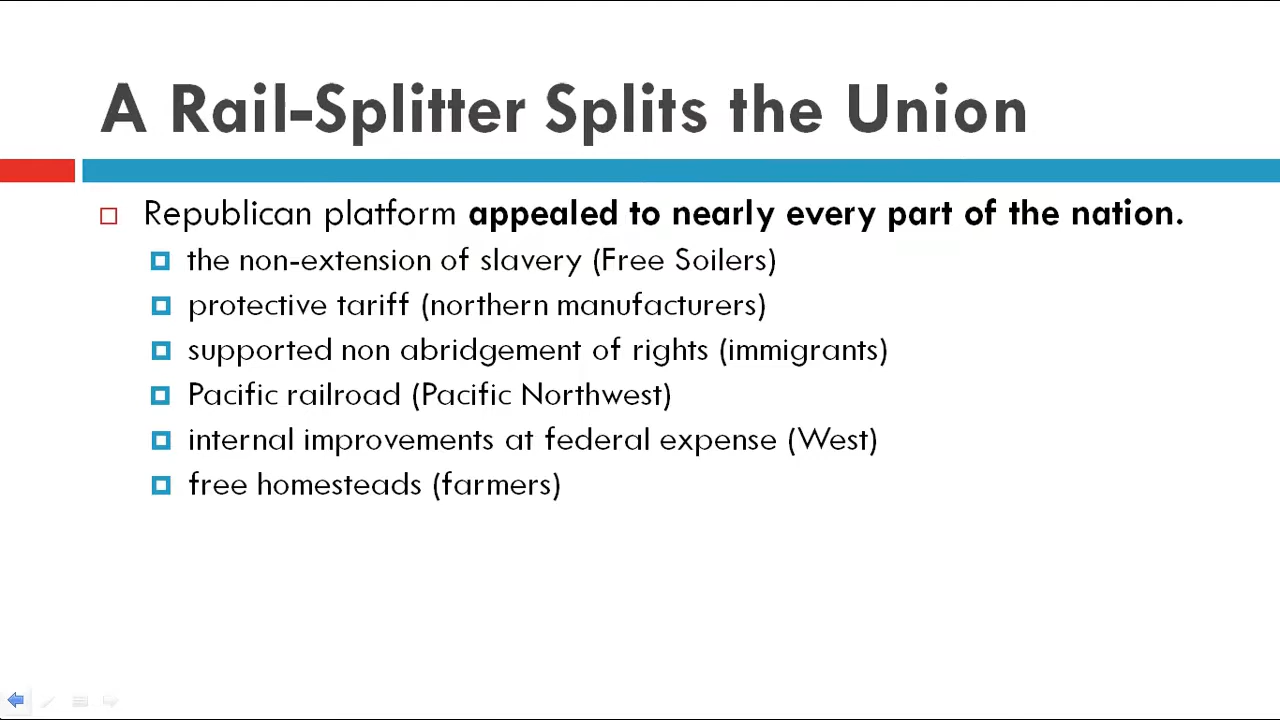 A Rail-Splitter Splits the Union
Republican platform appealed to nearly every part of the nation.
the non-extension of slavery (Free Soilers)
protective tariff (northern manufacturers)
supported non abridgement of rights (immigrants)
Pacific railroad (Pacific Northwest)
internal improvements at federal expense (West)
free homesteads (farmers)